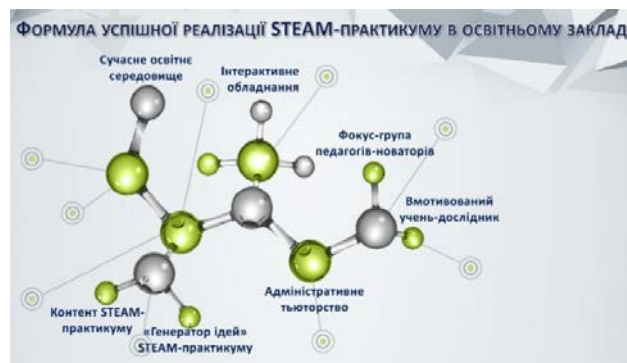 ФОРМУЛА УСПІШНОЇ РЕАЛІЗАЦІЇ STEAM-ПРАКТИКУМУ В ОСВІТНЬОМУ ЗАКЛАД
Сучасне освітнє
середовище
Інтерактивне
обладнання
Фокус-група
педагогів-новаторів
Вмотивований
учень-дослідник
Адміністративне
тьюторство
Контент STEAM-
практикуму
«Генератор ідей»
STEAM-практикуму